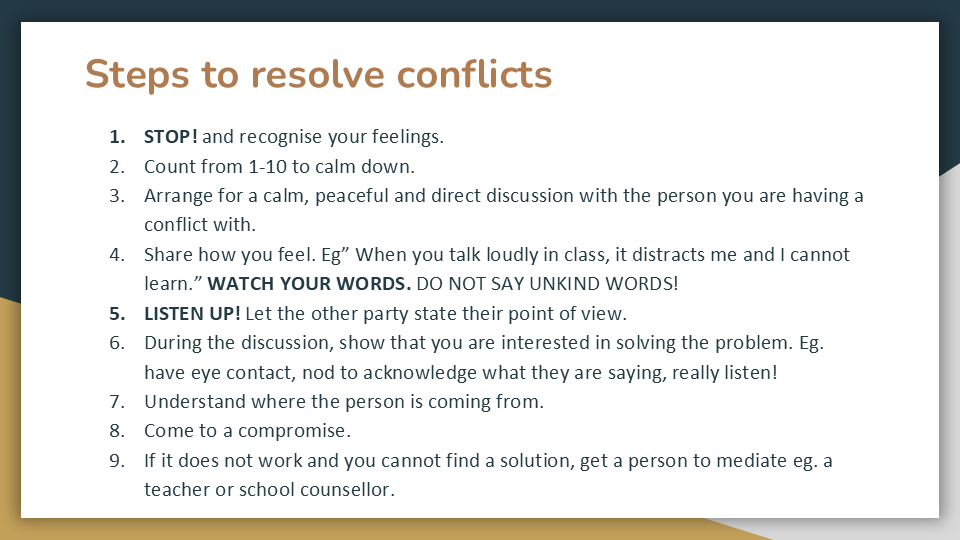 Steps to resolve conflicts
1. STOP! and recognise your feelings.
2. Count from 1-10 to calm down.
3. Arrange for a calm, peaceful and direct discussion with the person you are having a
conflict with.
4. Share how you feel. Eg” When you talk loudly in class, it distracts me and I cannot
learn.” WATCH YOUR WORDS. DO NOT SAY UNKIND WORDS!
5. LISTEN UP! Let the other party state their point of view.
6. During the discussion, show that you are interested in solving the problem. Eg.
have eye contact, nod to acknowledge what they are saying, really listen!
7. Understand where the person is coming from.
8. Come to a compromise.
9. If it does not work and you cannot find a solution, get a person to mediate eg. a
teacher or school counsellor.